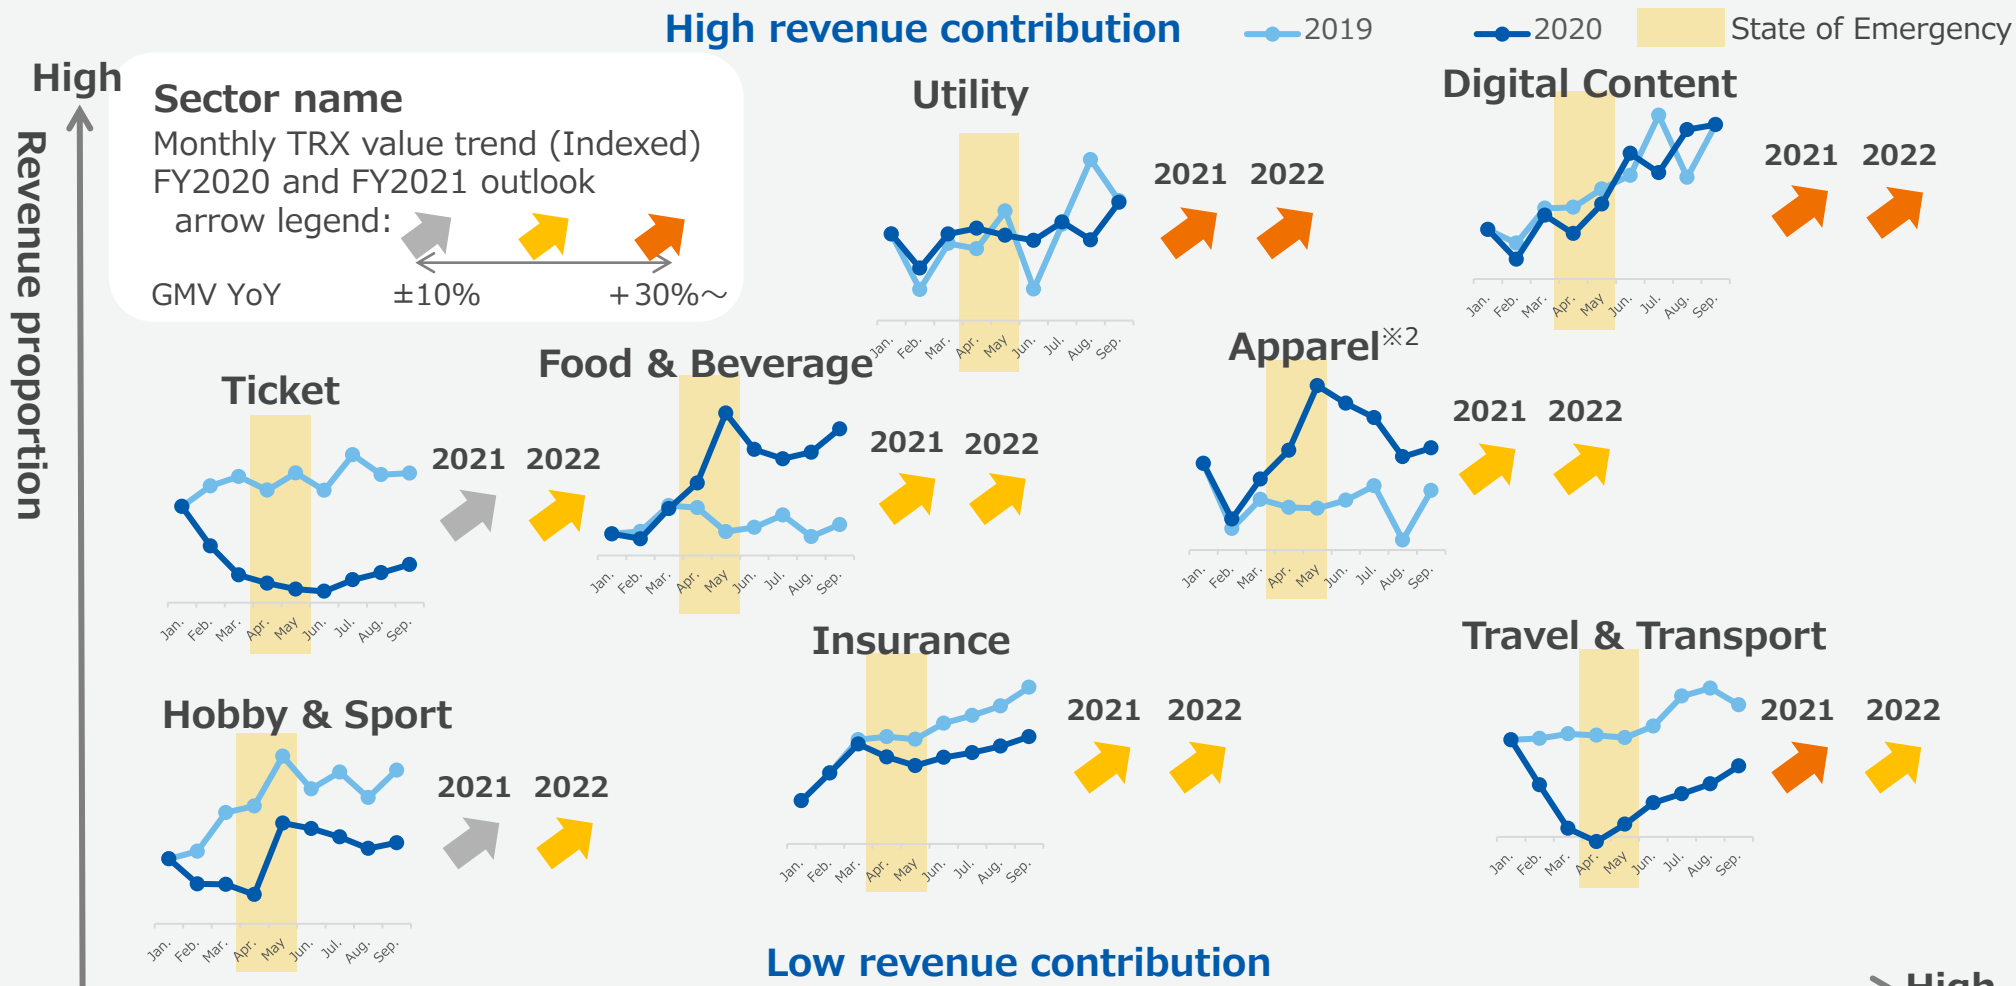 High revenue contribution
2019
2020
State of Emergency
High
Revenue proportion
Sector name
Monthly TRX value trend (Indexed)
FY2020 and FY2021 outlook
arrow legend:
GMV YoY
±10%
+30%～
Utility
2021 2022
Jan. Feb. Mar. Apr. May Jun. Jul. Aug. Sep.
Digital Content
2021 2022
Jan. Feb. Mar. Apr. May Jun. Jul. Aug. Sep.
Ticket
2021 2022
Jan. Feb. Mar. Apr. May Jun. Jul. Aug. Sep.
Food & Beverage
2021 2022
Jan. Feb. Mar. Apr. May Jun. Jul. Aug. Sep.
Apparel※2
2021 2022
Jan. Feb. Mar. Apr. May Jun. Jul. Aug. Sep.
Hobby & Sport
2021 2022
Jan. Feb. Mar. Apr. May Jun. Jul. Aug. Sep.
Insurance
2021 2022
Jan. Feb. Mar. Apr. May Jun. Jul. Aug. Sep.
Travel & Transport
2021 2022
Jan. Feb. Mar. Apr. May Jun. Jul. Aug. Sep.
Low revenue contribution
High